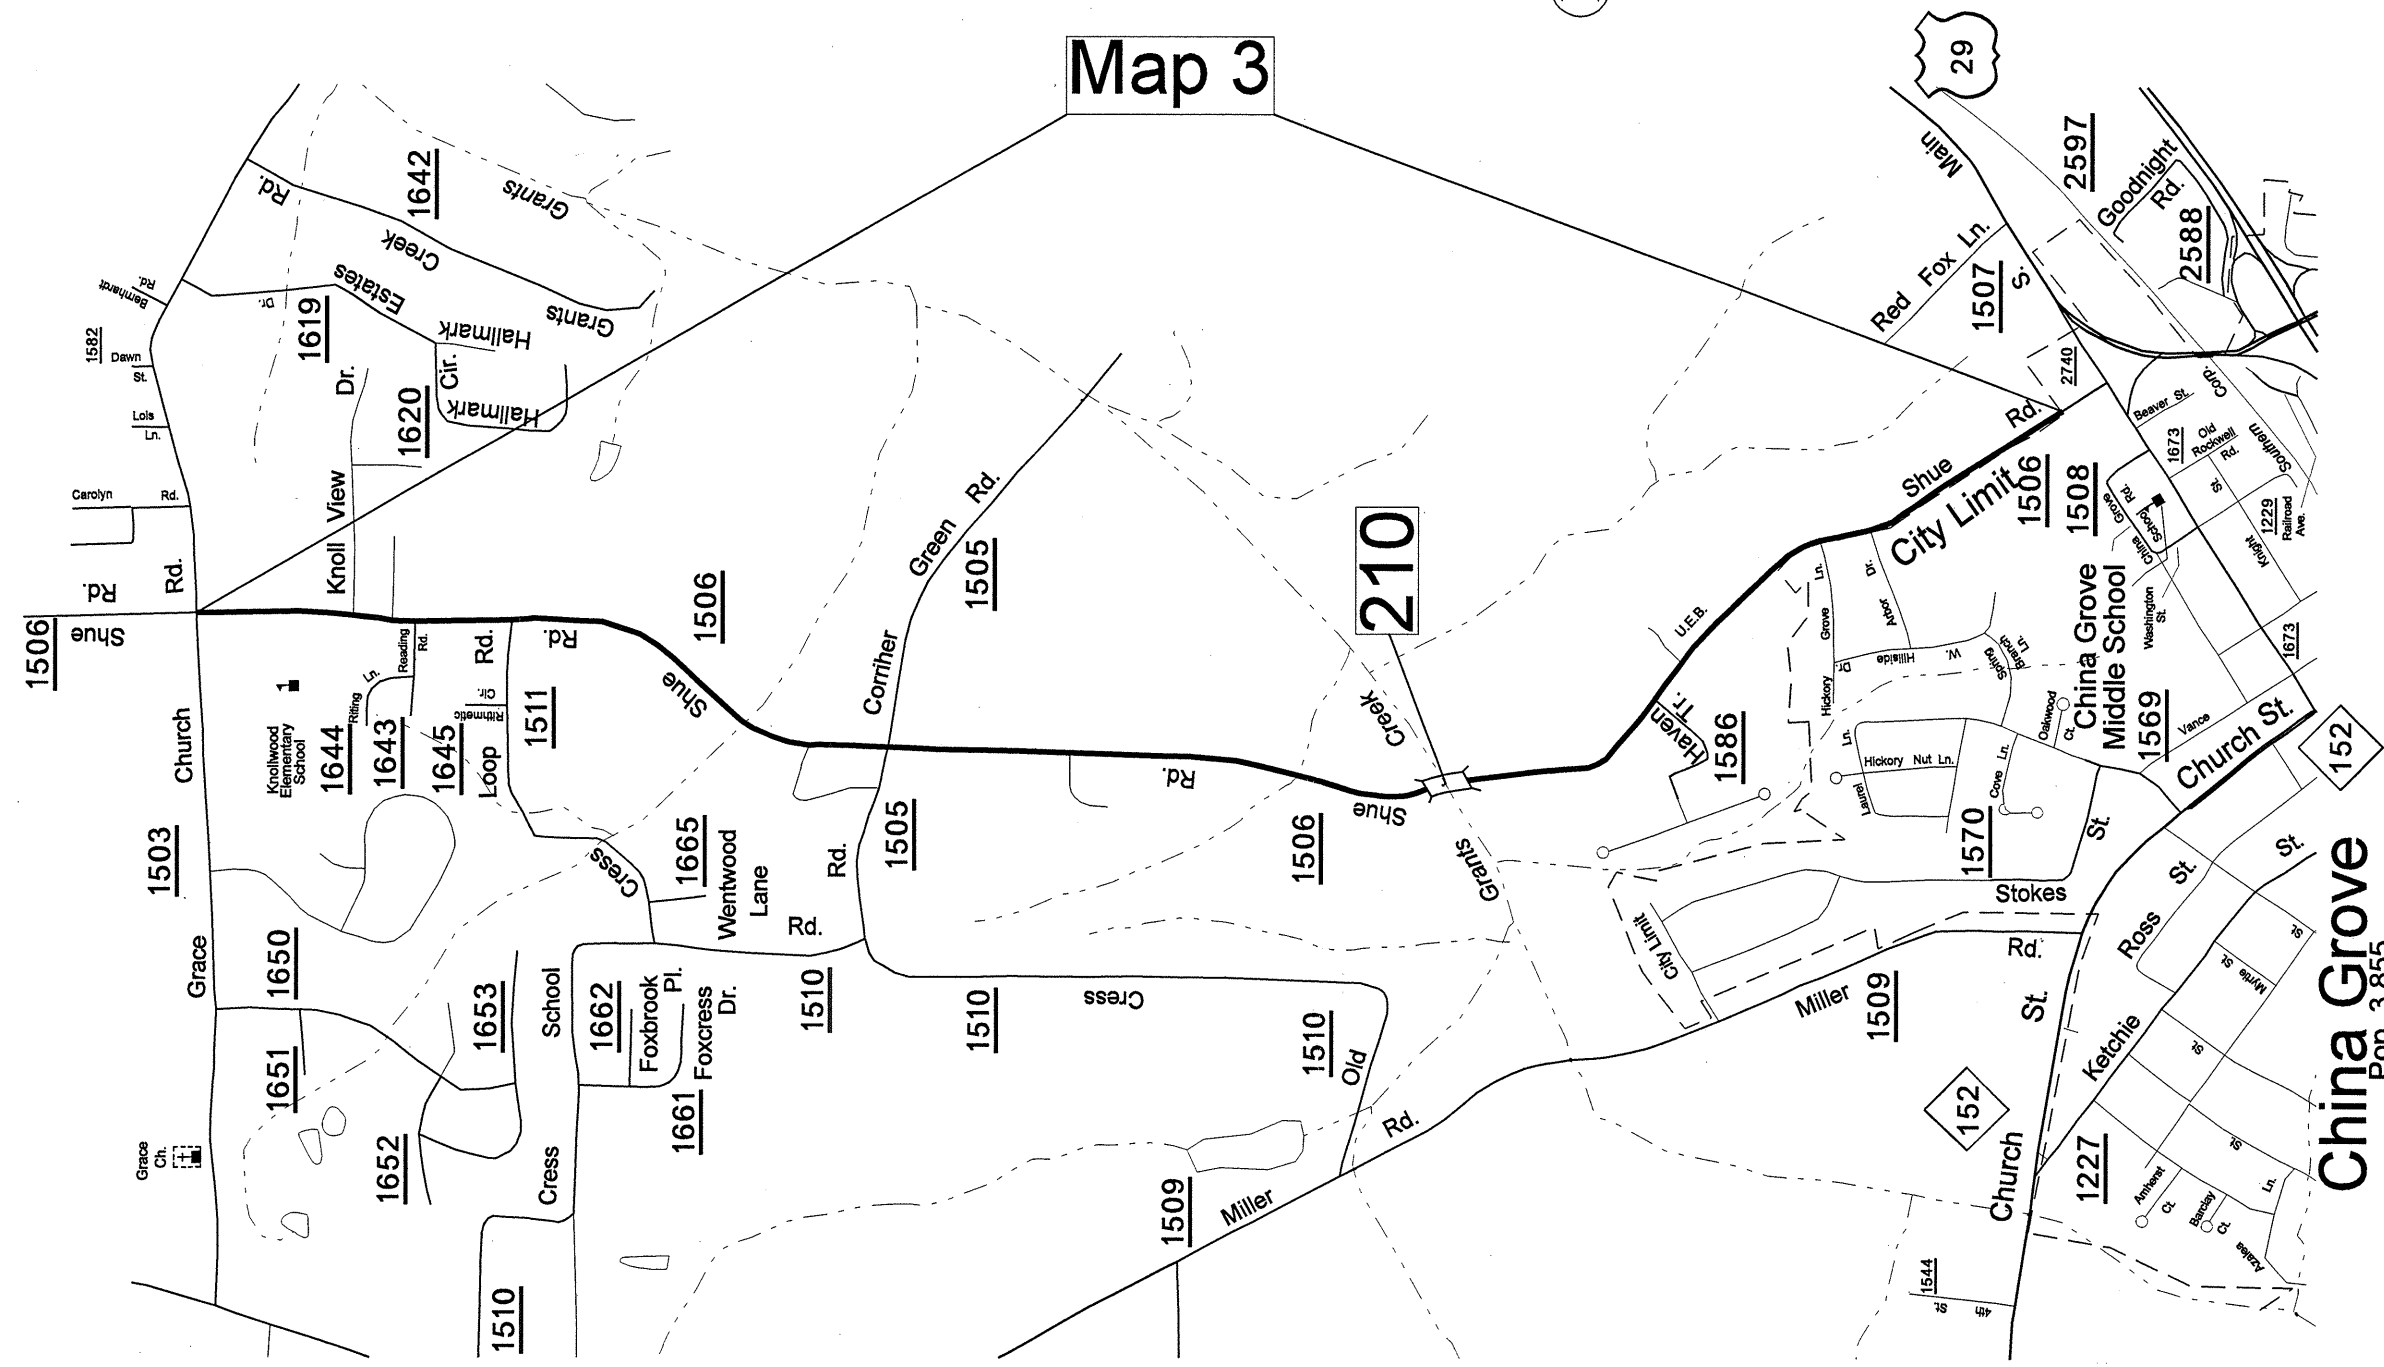 Map 3
29
Main
2597
Goodnight
Rd.
2588
Rd.
1642
Grants
Creek
Grants
Bernhardt
Rd.
Dr.
1619
Estates
Hallmark
1582
Dawn
St.
Lois
Ln.
Dr.
Cir.
1620
Hallmark
Knoll View
Carolyn Rd.
Red Fox Ln.
1507
S.
2740
Rd.
Shue
City Limit
1506
1508
Beaver St.
Corp.
1673
Old
Rockwell
Rd.
Southern
St.
Knight
1229
Railroad
Ave.
China
Grove
Rd.
School
China Grove
Middle School
Washington
St.
1673
1506
Shue
Rd.
Rd.
Church
1503
Grace
Knollwood
Elementary
School
1644
Rifing
Ln.
Reading
Rd.
1643
1645
Rd.
Loop
Rithmetic
Cir.
1511
Rd.
Shue
1506
Green Rd.
1505
Corriher
1505
Rd.
Cress
1665
Wentwood
Lane
Rd.
Rd.
1506
Shue
Creek
Grants
210
U.E.B.
Haven
Tr.
1586
Ln.
Grove
Hickory
Dr.
Arbor
W.
Hillside
Dr.
Spring
Branch
Ln.
Oakwood
Ct.
Ln.
Laurel
Hickory Nut Ln.
Cove Ln.
1569
Vance
Church St.
152
1570
St.
Stokes
City Limit
1650
1651
1653
1652
Grace
Ch.
School
Cress
1662
Foxbrook
Pl.
Foxcress
Dr.
1661
1510
1510
1510
Cress
1510
Old
Rd.
Miller
1509
Miller
1509
Rd.
St.
Church
152
Ross
St.
St.
Ketchie
1227
St.
Myrtle
St.
St.
St.
Amherst
Ct.
Barclay
Ct.
Azalea
Ln.
1544
4th
St.
China Grove
Pop. 3,855